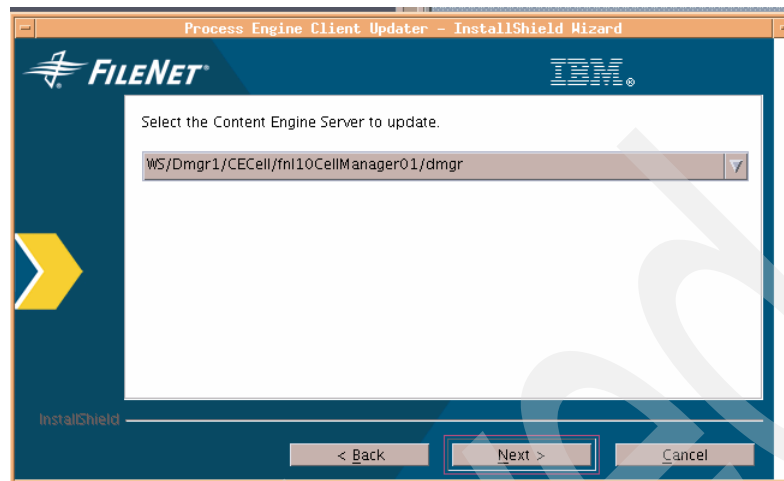 Process Engine Client Updater - InstallShield Wizard
FILENET
IBM®
Select the Content Engine Server to update.
WS/Dmgr1/CECell/fnl10CellManager01/dmgr
InstallShield
< Back
Next >
Cancel